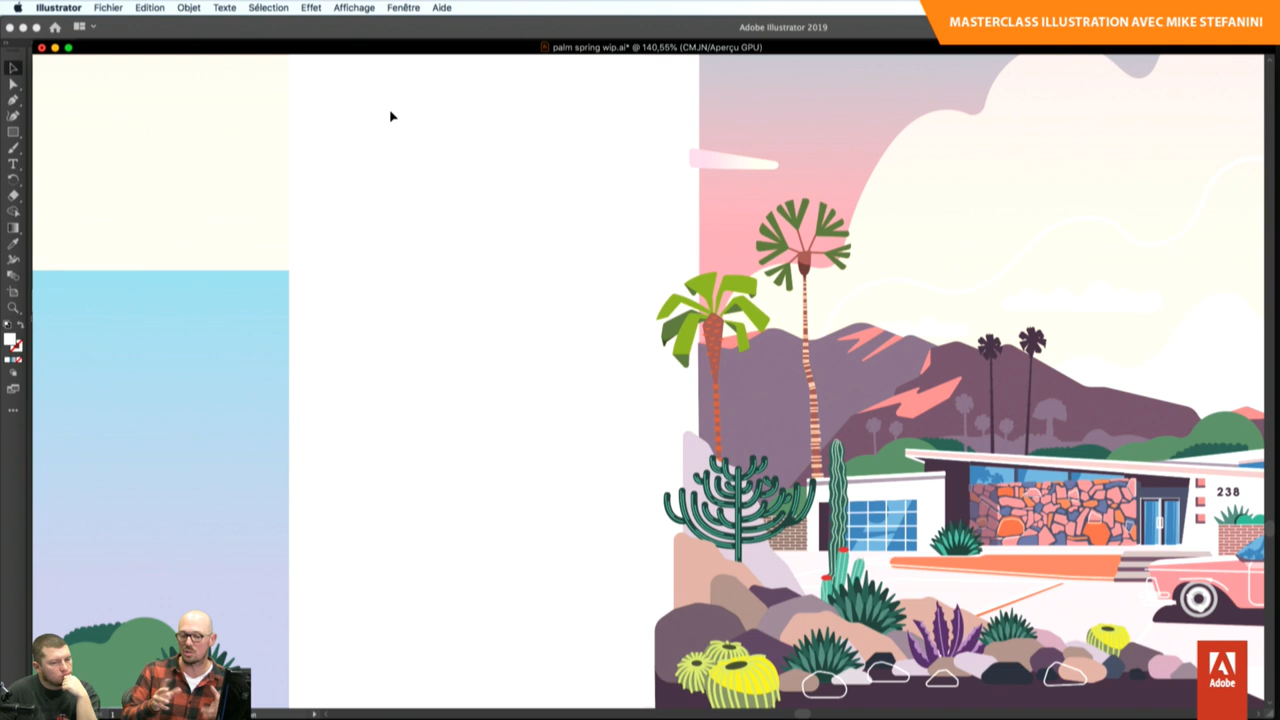 Illustrator Fichier Edition Objet Texte Sélection Effet Affichage Fenêtre Aide
MASTERCLASS ILLUSTRATION AVEC MIKE STEFANINI
Adobe Illustrator 2019
palm spring wip.ai* @ 140,55% (CMJN/Aperçu GPU)
238
Adobe
1